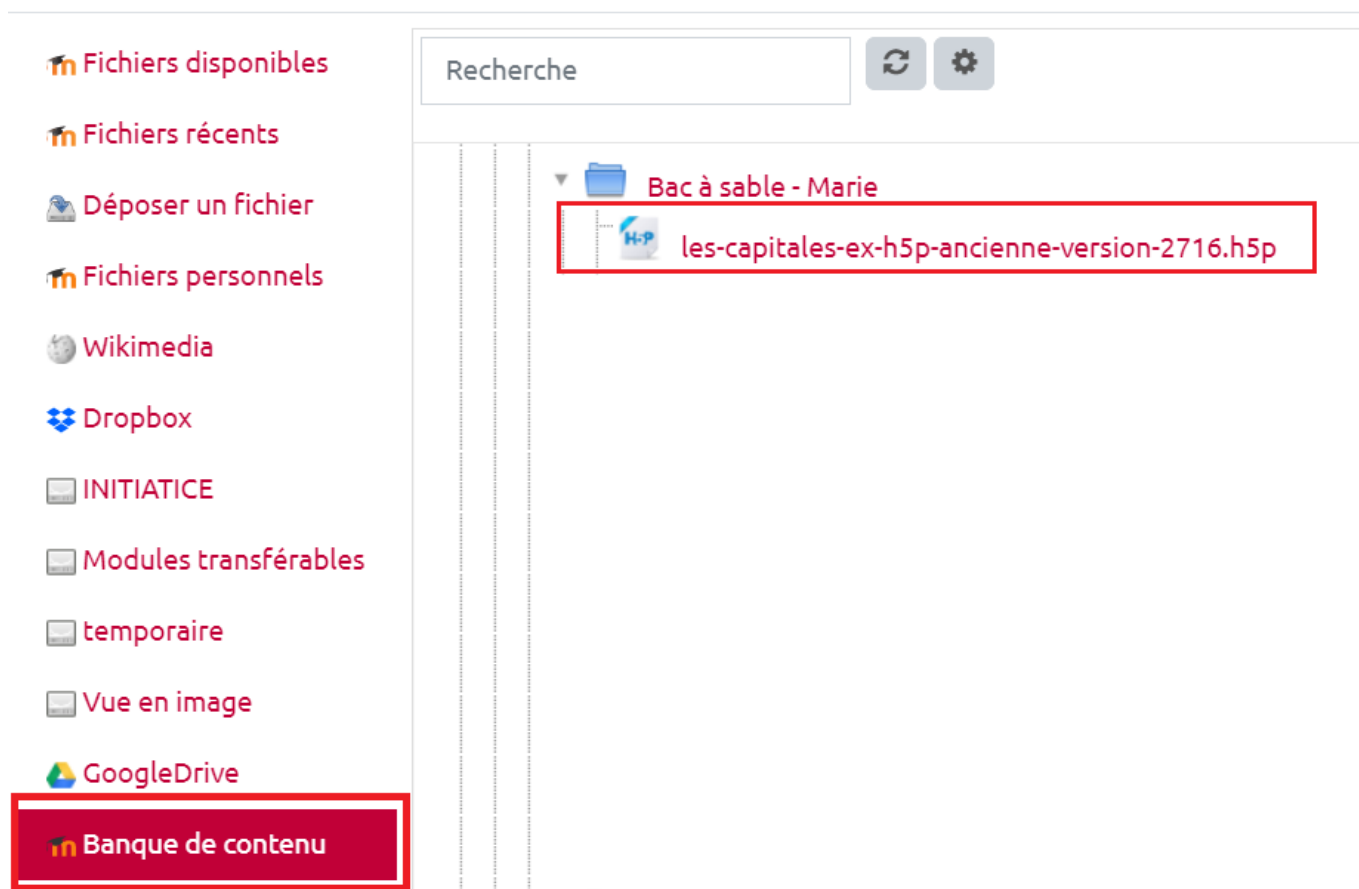 Fichiers disponibles
Fichiers récents
Déposer un fichier
Fichiers personnels
Wikimedia
Dropbox
INITIATICE
Modules transférables
temporaire
Vue en image
GoogleDrive
Banque de contenu
Recherche
Bac à sable - Marie
H-P
les-capitales-ex-h5p-ancienne-version-2716.h5p